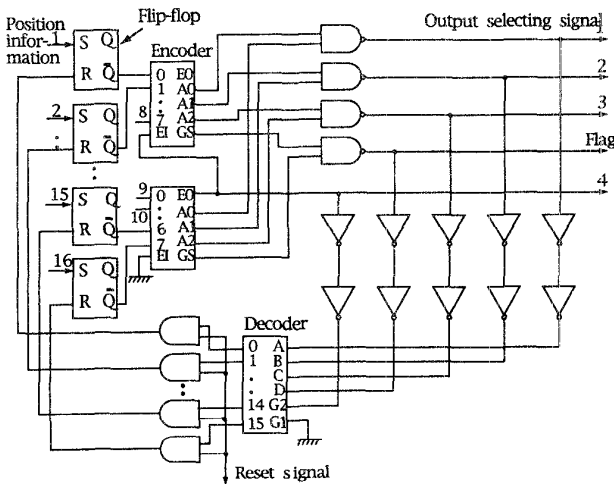 Position
infor-
mation
1
Flip-flop
S Q
R Q̄
Encoder
0 E0
1 A0
A1
8 A2
7
EI GS
Output selecting signal
1
2
3
Flag
4
2
S Q
R Q̄
15
S Q
R Q̄
16
S Q
R Q̄
9
10
0 E0
A0
6 A1
7 A2
EI GS
Decoder
0 A
1 B
C
D
14 G2
15 G1
Reset signal